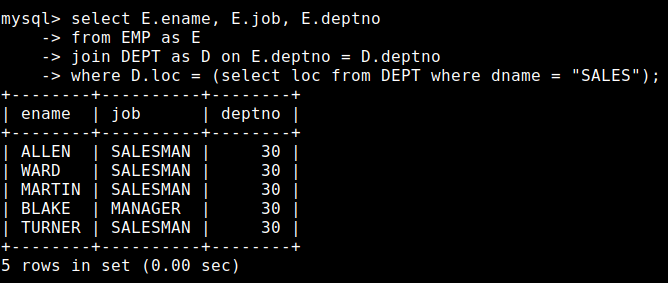 mysql> select E.ename, E.job, E.deptno
    -> from EMP as E
    -> join DEPT as D on E.deptno = D.deptno
    -> where D.loc = (select loc from DEPT where dname = "SALES");
+--------+----------+--------+
| ename  | job      | deptno |
+--------+----------+--------+
| ALLEN  | SALESMAN |     30 |
| WARD   | SALESMAN |     30 |
| MARTIN | SALESMAN |     30 |
| BLAKE  | MANAGER  |     30 |
| TURNER | SALESMAN |     30 |
+--------+----------+--------+
5 rows in set (0.00 sec)